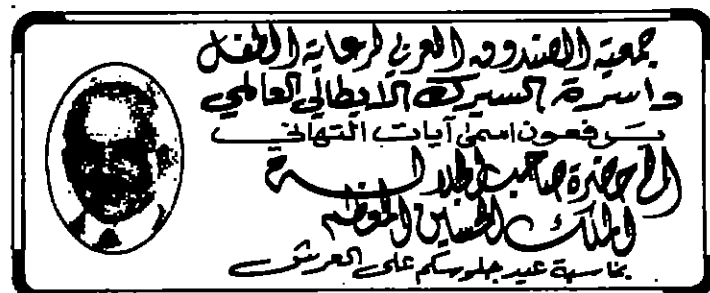 جمعية الصندوق العربي لرعاية الطفل
واسرة السيرك الايطالي العالمي
يرفعون اسمى آيات التهاني
الى حضرة صاحب الجلالة
الملك الحسين المعظم
بمناسبة عيد جلوسكم على العرش